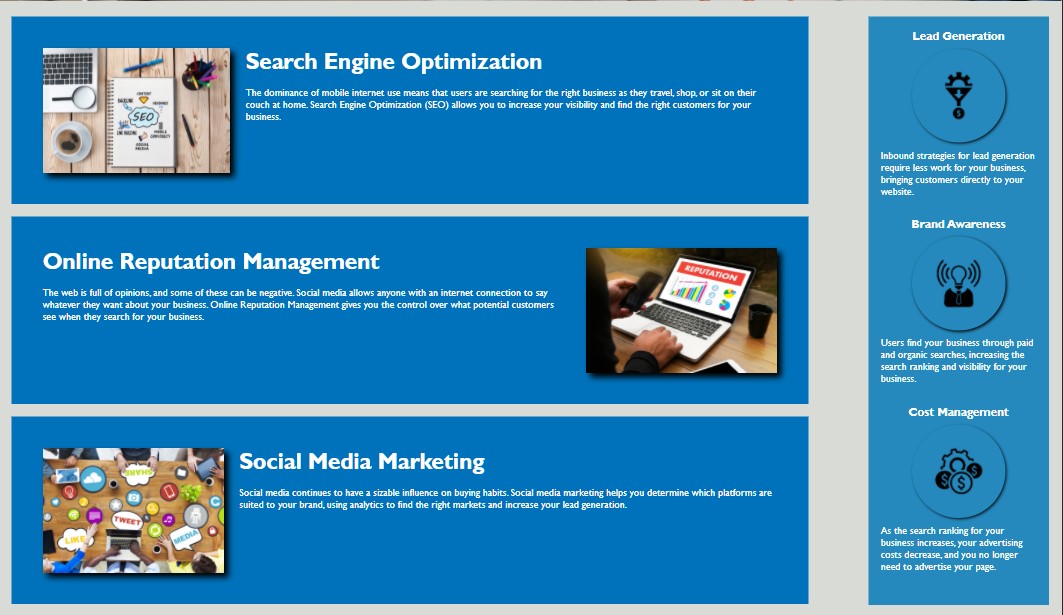 Search Engine Optimization
The dominance of mobile internet use means that users are searching for the right business as they travel, shop, or sit on their
couch at home. Search Engine Optimization (SEO) allows you to increase your visibility and find the right customers for your
business.
SEO
CONTENT
BACKLINK
LINK BUILDING
SOCIAL
MEDIA
Online Reputation Management
The web is full of opinions, and some of these can be negative. Social media allows anyone with an internet connection to say
whatever they want about your business. Online Reputation Management gives you the control over what potential customers
see when they search for your business.
REPUTATION
Social Media Marketing
Social media continues to have a sizable influence on buying habits. Social media marketing helps you determine which platforms are
suited to your brand, using analytics to find the right markets and increase your lead generation.
SHARE
TWEET
LIKE
MEDIA
Lead Generation
Inbound strategies for lead generation
require less work for your business,
bringing customers directly to your
website.
Brand Awareness
Users find your business through paid
and organic searches, increasing the
search ranking and visibility for your
business.
Cost Management
$
$
$
As the search ranking for your
business increases, your advertising
costs decrease, and you no longer
need to advertise your page.